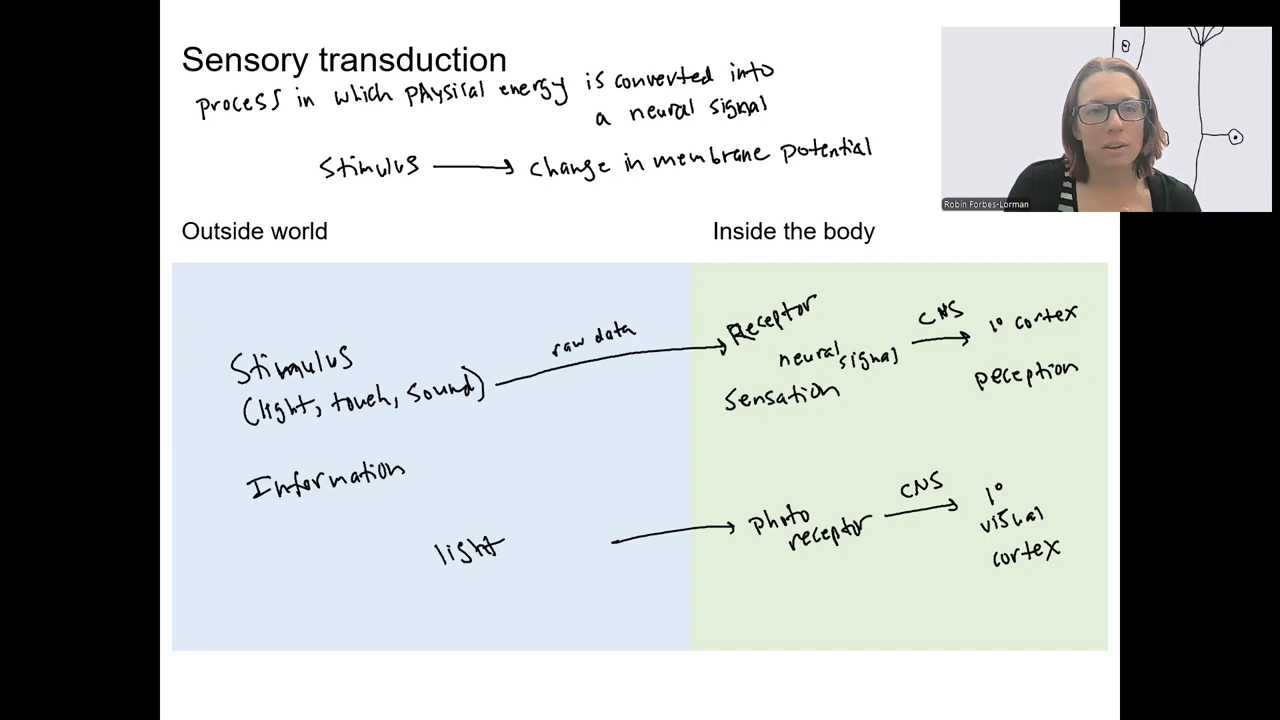 Sensory transduction
process in which physical energy is converted into
a neural signal
Stimulus → change in membrane potential
Robin Forbes-Lorman
Outside world
Inside the body
Stimulus
(light, touch, sound)
raw data
Receptor
neural signal
Sensation
CNS
1° cortex
peception
Information
light
photo
receptor
CNS
1°
visual
cortex